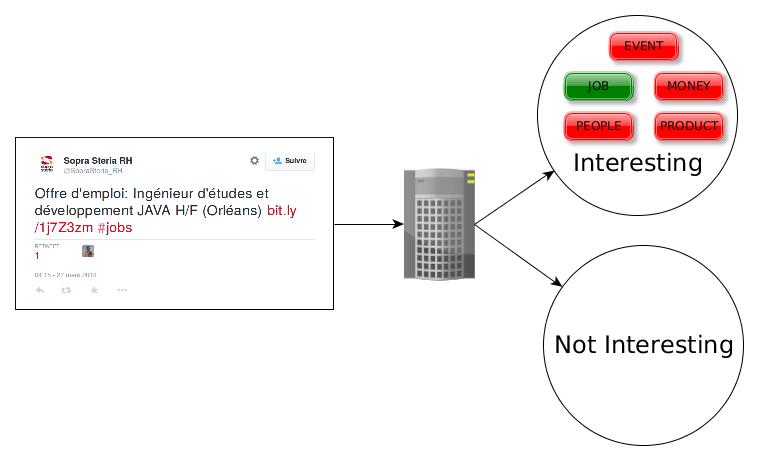 Sopra Steria RH
@SopraSteria_RH
Suivre
Offre d'emploi: Ingénieur d'études et
développement JAVA H/F (Orléans) bit.ly
/1j7Z3zm #jobs
RETWEET
1
04:15 - 27 mars 2014
EVENT
JOB
MONEY
PEOPLE
PRODUCT
Interesting
Not Interesting